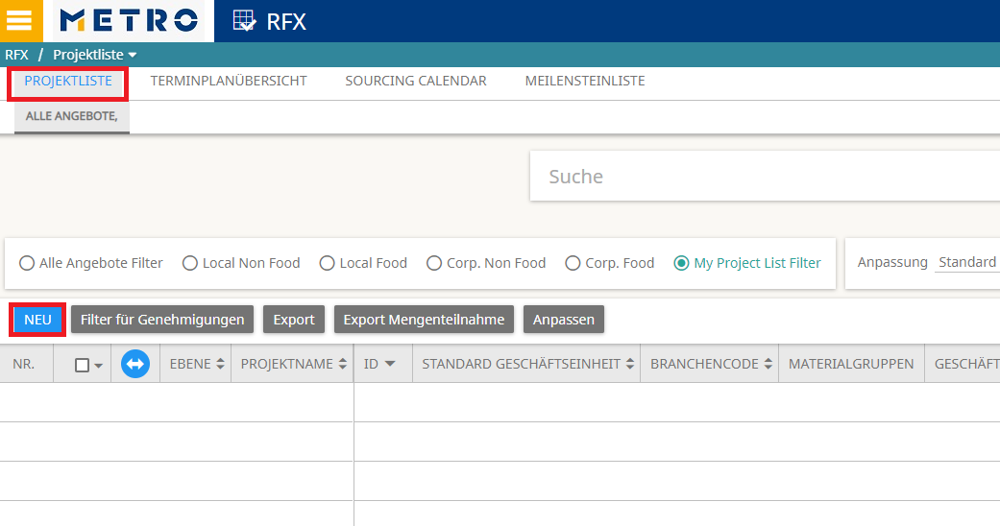 METRO RFX
RFX / Projektliste
PROJEKTLISTE TERMINPLANÜBERSICHT SOURCING CALENDAR MEILENSTEINLISTE
ALLE ANGEBOTE,
Suche
Alle Angebote Filter Local Non Food Local Food Corp. Non Food Corp. Food My Project List Filter Anpassung Standard
NEU Filter für Genehmigungen Export Export Mengenteilnahme Anpassen
NR. EBENE PROJEKTNAME ID STANDARD GESCHÄFTSEINHEIT BRANCHENCODE MATERIALGRUPPEN GESCHÄFT